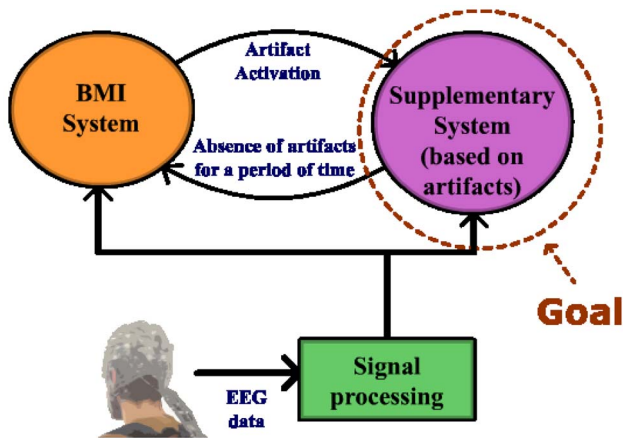 Artifact
Activation
BMI
System
Supplementary
System
(based on
artifacts)
Absence of artifacts
for a period of time
Goal
Signal
processing
EEG
data